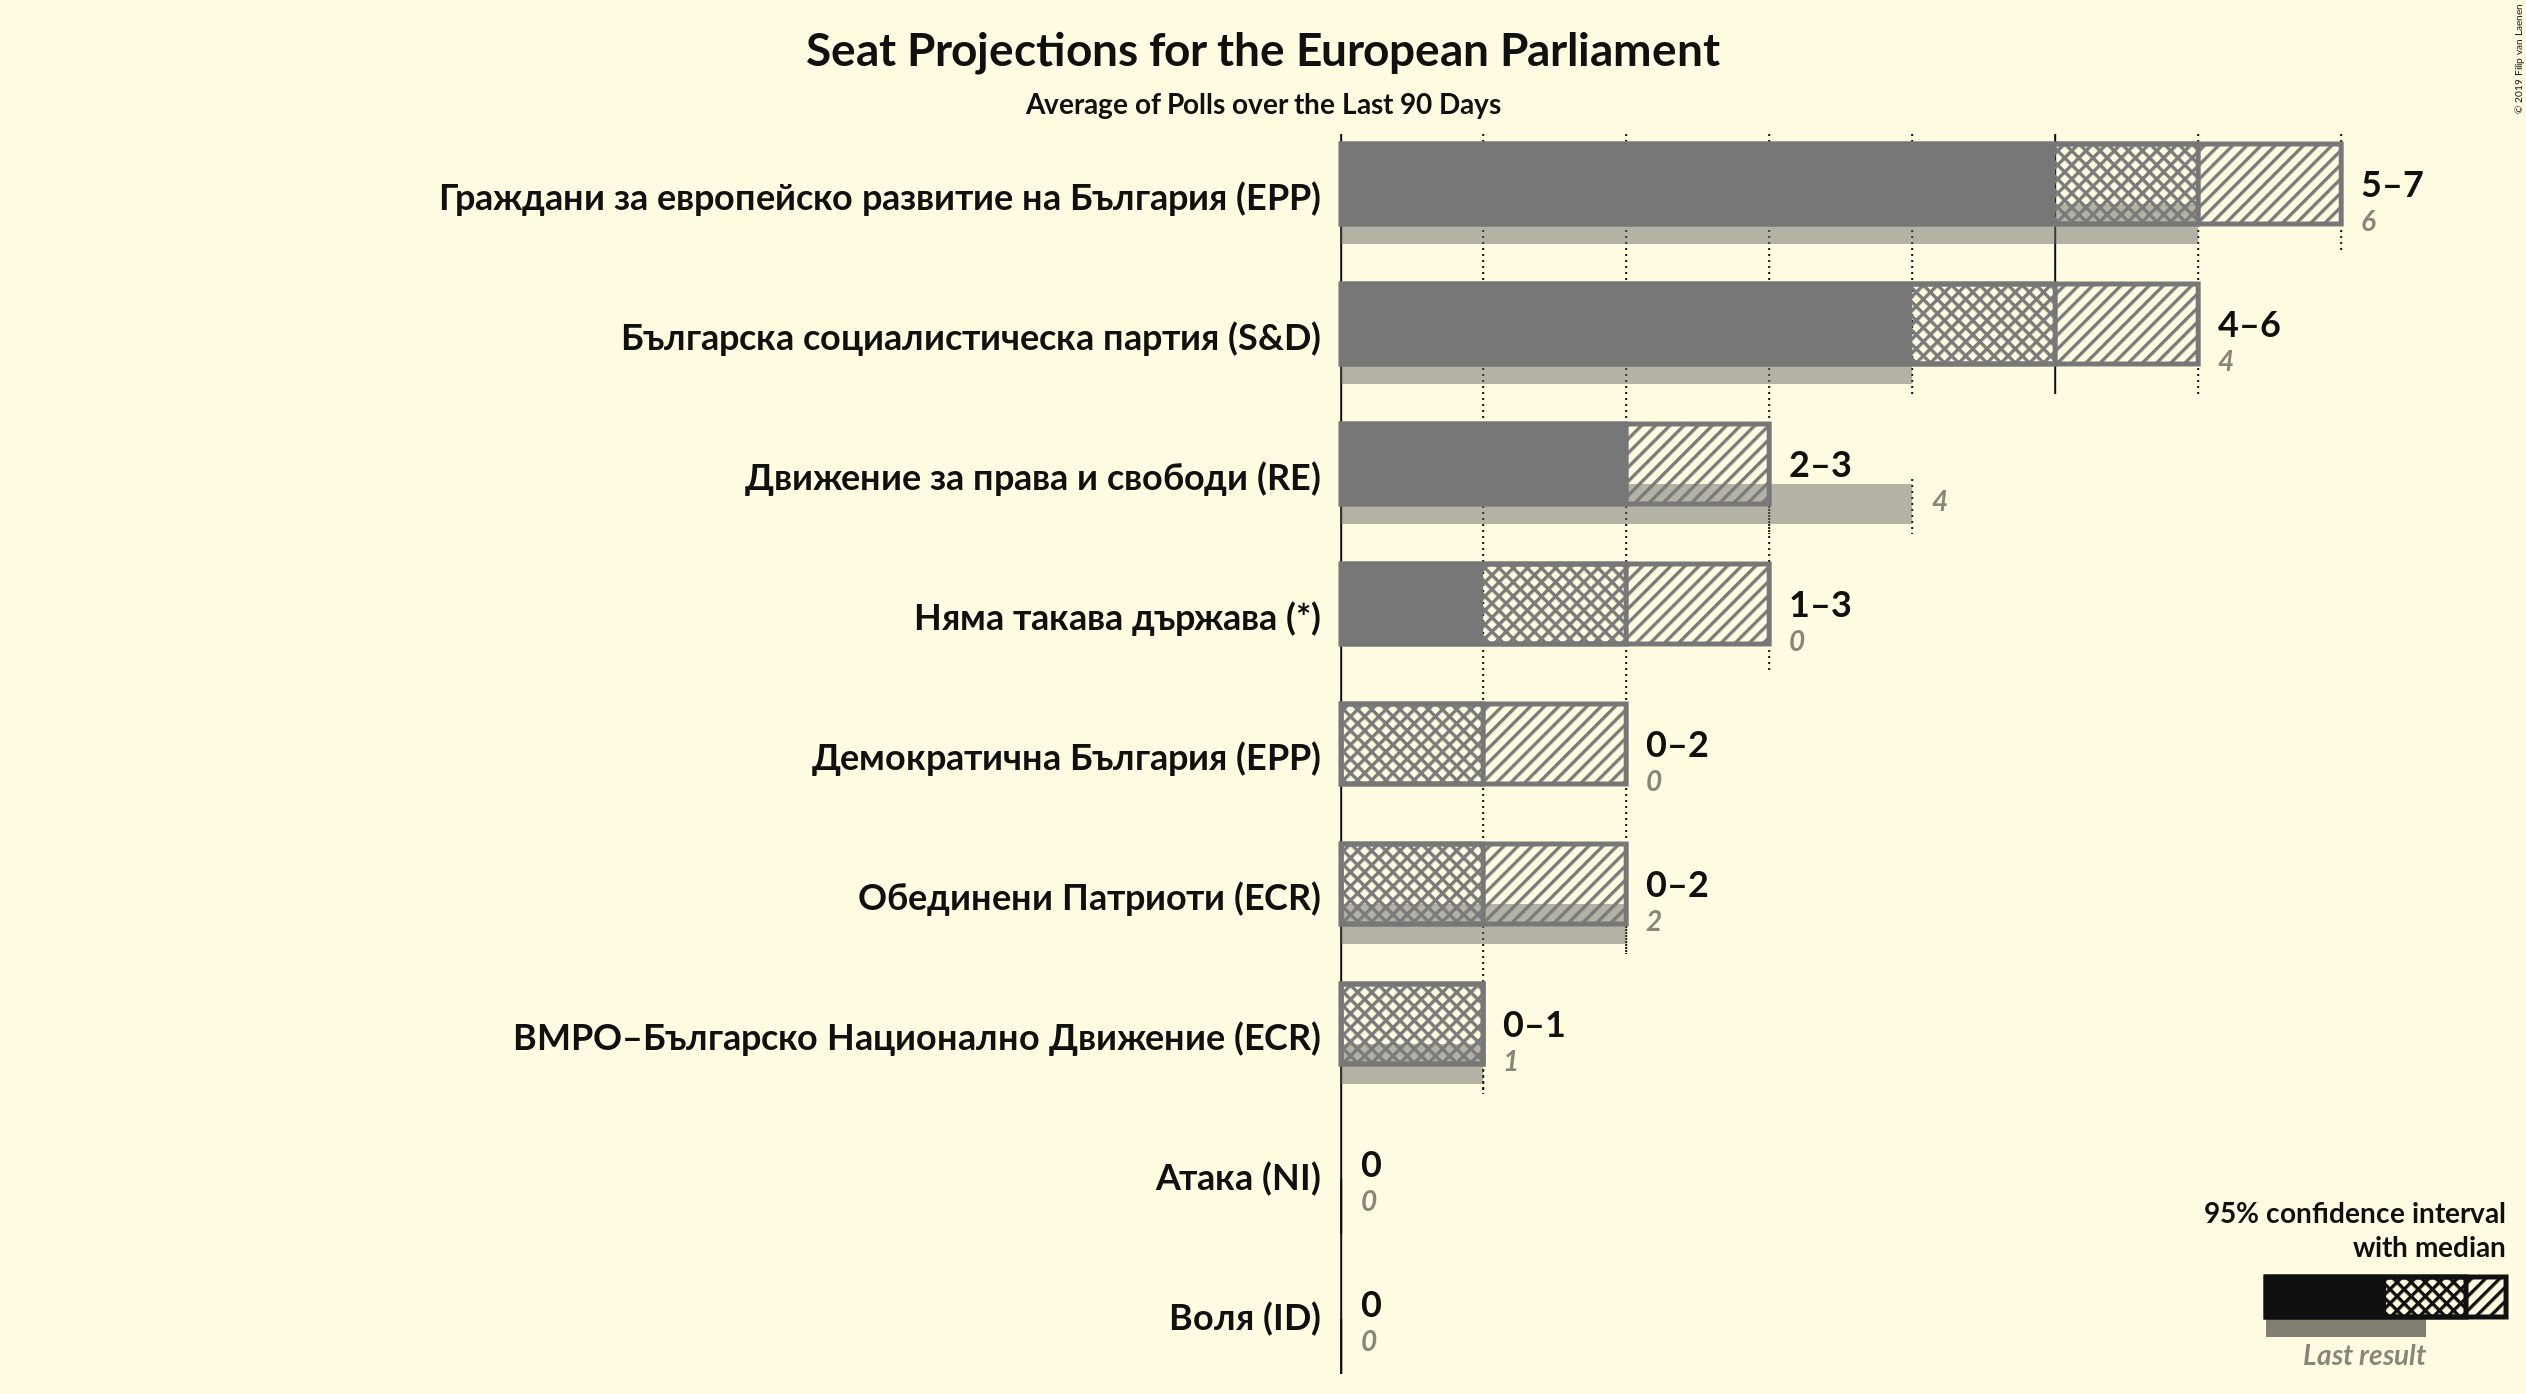 Seat Projections for the European Parliament
Average of Polls over the Last 90 Days
© 2019 Filip van Laenen
Граждани за европейско развитие на България (EPP)
5–7
6
Българска социалистическа партия (S&D)
4–6
4
Движение за права и свободи (RE)
2–3
4
Няма такава държава (*)
1–3
0
Демократична България (EPP)
0–2
0
Обединени Патриоти (ECR)
0–2
2
ВМРО–Българско Национално Движение (ECR)
0–1
1
Атака (NI)
0
0
Воля (ID)
0
0
95% confidence interval
with median
Last result